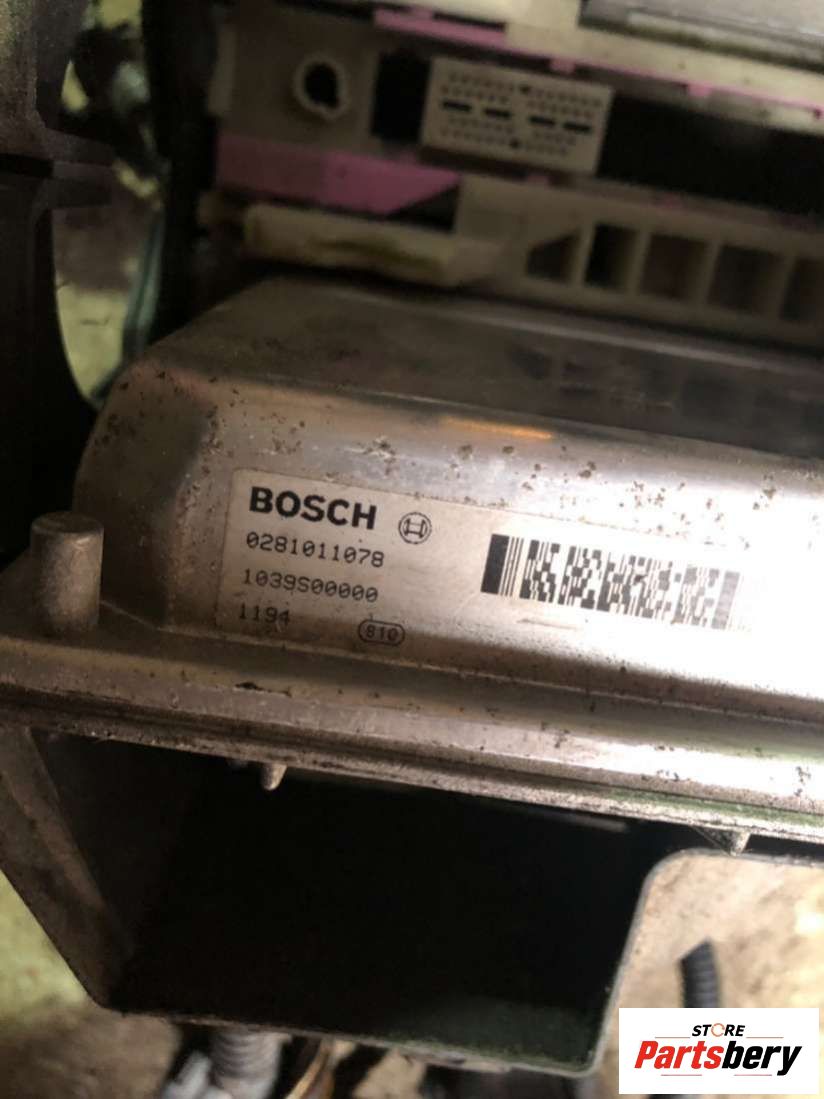 BOSCH
0281011078
1039S00000
1194 810
STORE
Partsbery